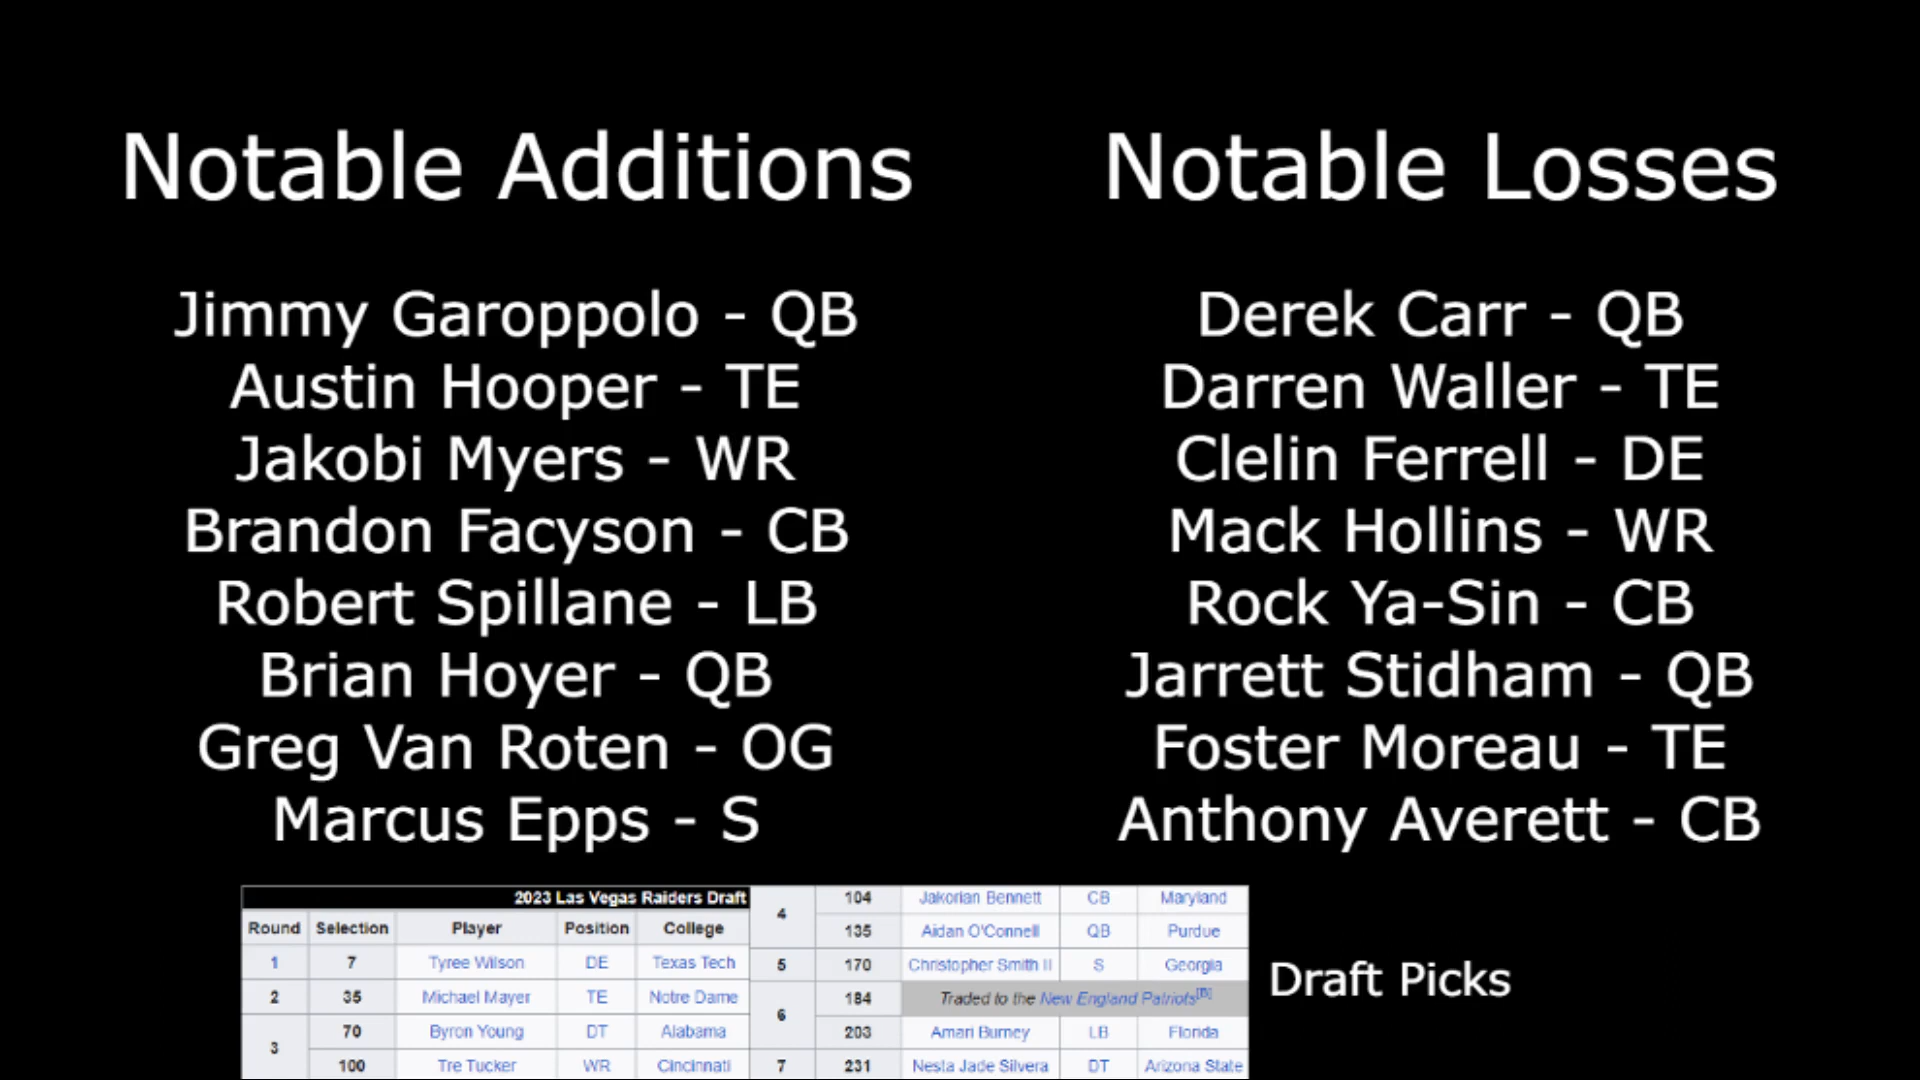 Notable Additions
Jimmy Garoppolo - QB
Austin Hooper - TE
Jakobi Myers - WR
Brandon Facyson - CB
Robert Spillane - LB
Brian Hoyer - QB
Greg Van Roten - OG
Marcus Epps - S
Notable Losses
Derek Carr - QB
Darren Waller - TE
Clelin Ferrell - DE
Mack Hollins - WR
Rock Ya-Sin - CB
Jarrett Stidham - QB
Foster Moreau - TE
Anthony Averett - CB
2023 Las Vegas Raiders Draft
Round Selection Player Position College
1 7 Tyree Wilson DE Texas Tech
2 35 Michael Mayer TE Notre Dame
3 70 Byron Young DT Alabama
100 Tre Tucker WR Cincinnati
4 104 Jakorian Bennett CB Maryland
135 Aidan O'Connell QB Purdue
5 170 Christopher Smith II S Georgia
6 184 Traded to the New England Patriots
203 Amari Burney LB Florida
7 231 Nesta Jade Silvera DT Arizona State
Draft Picks